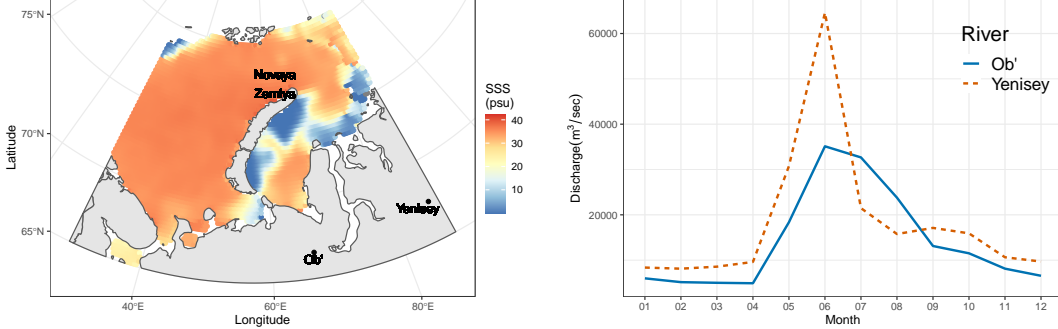 75°N
70°N
65°N
Latitude
40°E
60°E
80°E
Longitude
Novaya
Zemlya
Yenisey
Ob'
SSS
(psu)
40
30
20
10
60000
40000
20000
Discharge(m³/sec)
River
Ob'
Yenisey
01 02 03 04 05 06 07 08 09 10 11 12
Month